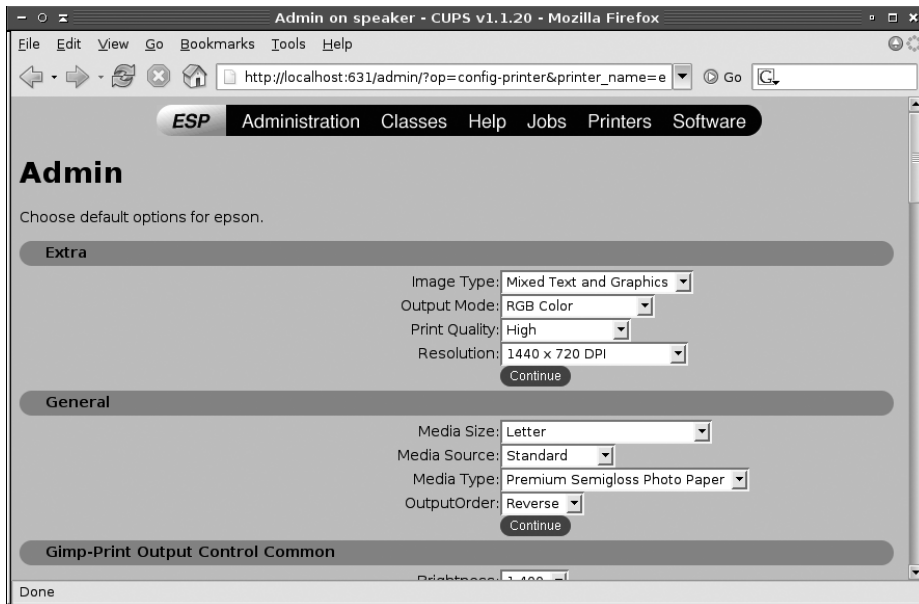 Admin on speaker - CUPS v1.1.20 - Mozilla Firefox
File Edit View Go Bookmarks Tools Help
http://localhost:631/admin/?op=config-printer&printer_name=e Go G
ESP Administration Classes Help Jobs Printers Software
Admin
Choose default options for epson.
Extra
Image Type: Mixed Text and Graphics
Output Mode: RGB Color
Print Quality: High
Resolution: 1440 x 720 DPI
Continue
General
Media Size: Letter
Media Source: Standard
Media Type: Premium Semigloss Photo Paper
OutputOrder: Reverse
Continue
Gimp-Print Output Control Common
Brightness: 1.400
Done